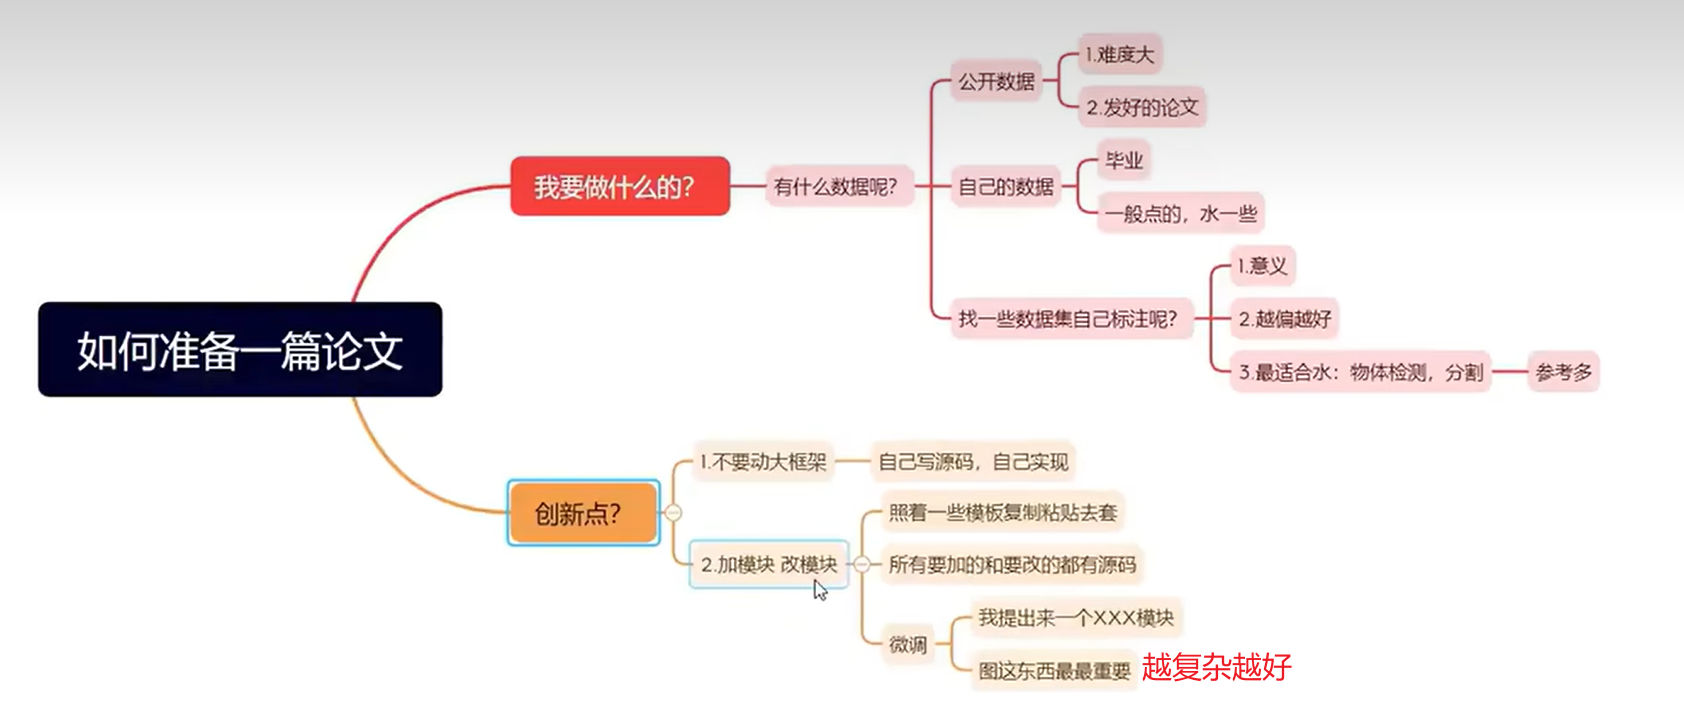 如何准备一篇论文
我要做什么的?
有什么数据呢?
公开数据
1.难度大
2.发好的论文
自己的数据
毕业
一般点的，水一些
找一些数据集自己标注呢?
1.意义
2.越偏越好
3.最适合水：物体检测，分割
参考多
创新点?
1.不要动大框架
自己写源码，自己实现
2.加模块 改模块
照着一些模板复制粘贴去套
所有要加的和要改的都有源码
微调
我提出来一个XXX模块
图这东西最最重要 越复杂越好